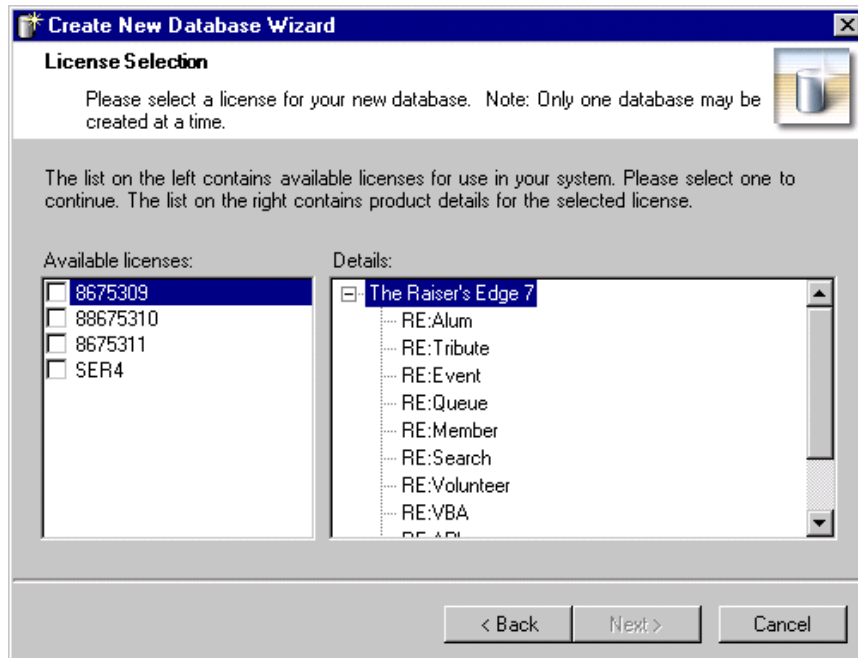 Create New Database Wizard
License Selection
Please select a license for your new database. Note: Only one database may be
created at a time.
The list on the left contains available licenses for use in your system. Please select one to
continue. The list on the right contains product details for the selected license.
Available licenses:
Details:
8675309
88675310
8675311
SER4
The Raiser's Edge 7
RE:Alum
RE:Tribute
RE:Event
RE:Queue
RE:Member
RE:Search
RE:Volunteer
RE:VBA
< Back
Next >
Cancel